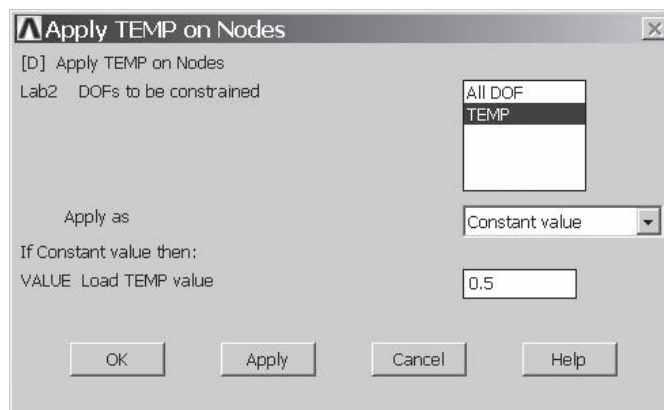 Apply TEMP on Nodes
[D] Apply TEMP on Nodes
Lab2 DOFs to be constrained
All DOF
TEMP
Apply as
Constant value
If Constant value then:
VALUE Load TEMP value
0.5
OK Apply Cancel Help